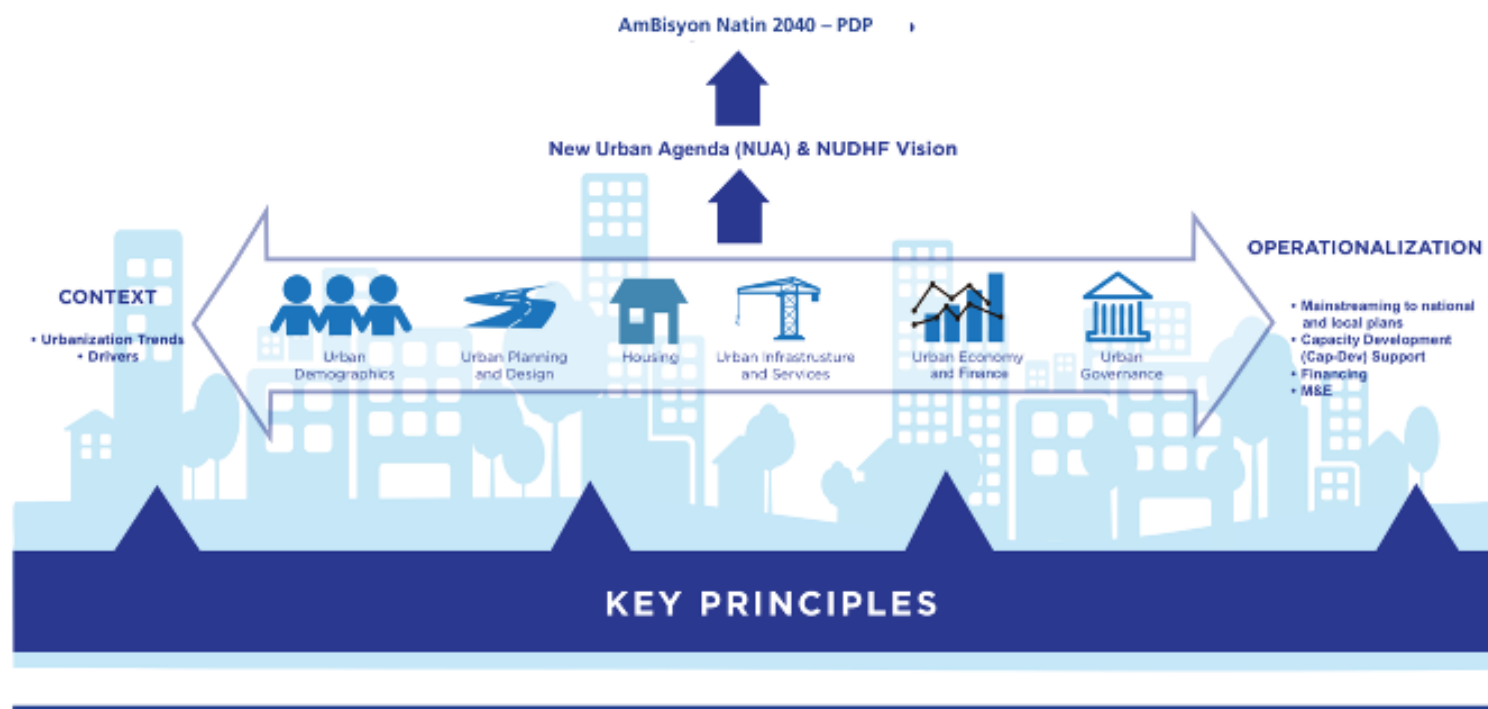 AmBisyon Natin 2040 – PDP
New Urban Agenda (NUA) & NUDHF Vision
CONTEXT
• Urbanization Trends
• Drivers
Urban
Demographics
Urban Planning
and Design
Housing
Urban Infrastrusture
and Services
Urban Economy
and Finance
Urban
Governance
OPERATIONALIZATION
• Mainstreaming to national
and local plans
• Capacity Development
(Cap-Dev) Support
• Financing
• M&E
KEY PRINCIPLES